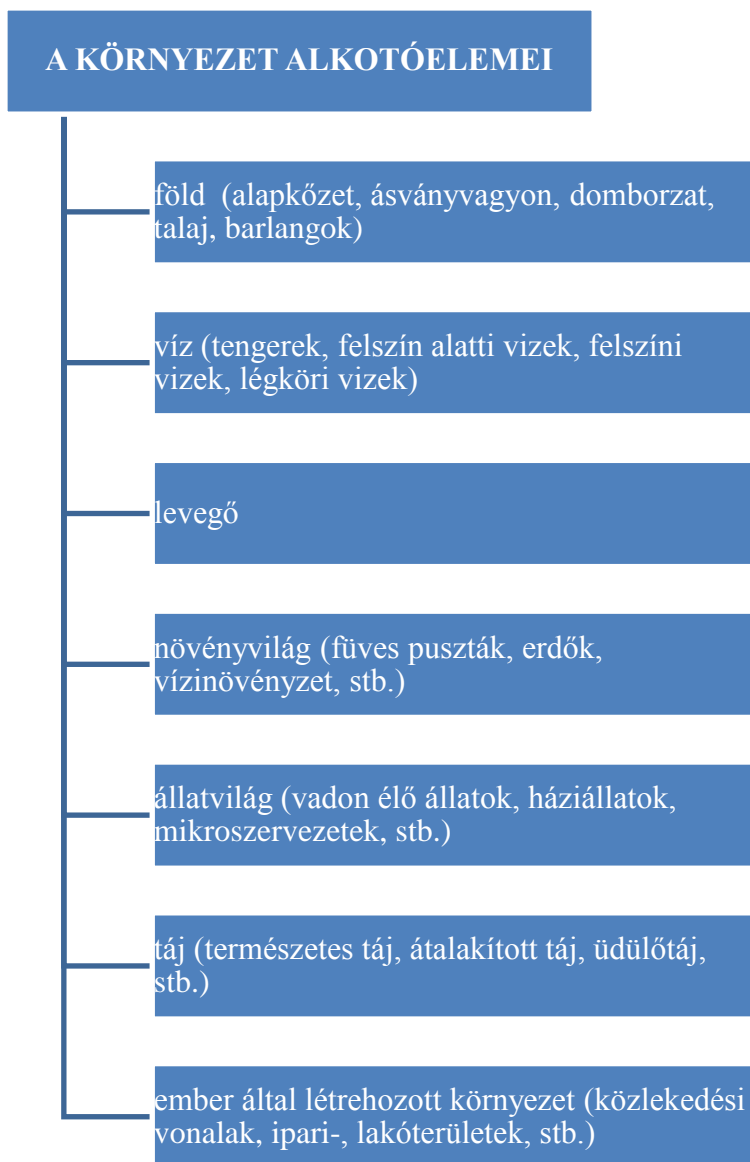 A KÖRNYEZET ALKOTÓELEMEI
föld  (alapkőzet, ásványvagyon, domborzat,
talaj, barlangok)
víz (tengerek, felszín alatti vizek, felszíni
vizek, légköri vizek)
levegő
növényvilág (füves puszták, erdők,
vízinövényzet, stb.)
állatvilág (vadon élő állatok, háziállatok,
mikroszervezetek, stb.)
táj (természetes táj, átalakított táj, üdülőtáj,
stb.)
ember által létrehozott környezet (közlekedési
vonalak, ipari-, lakóterületek, stb.)